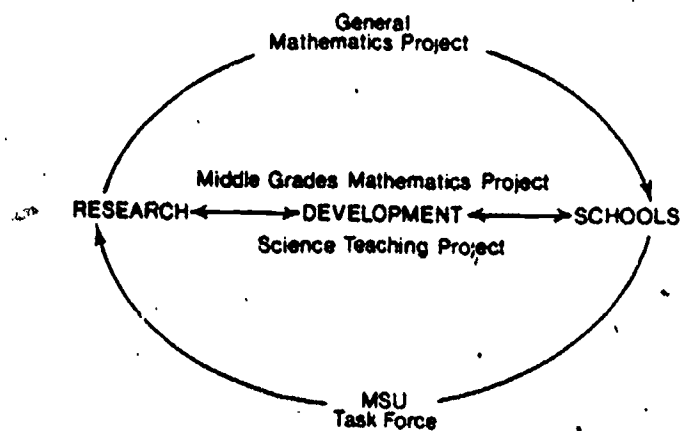 General
Mathematics Project
Middle Grades Mathematics Project
RESEARCH DEVELOPMENT SCHOOLS
Science Teaching Project
MSU
Task Force